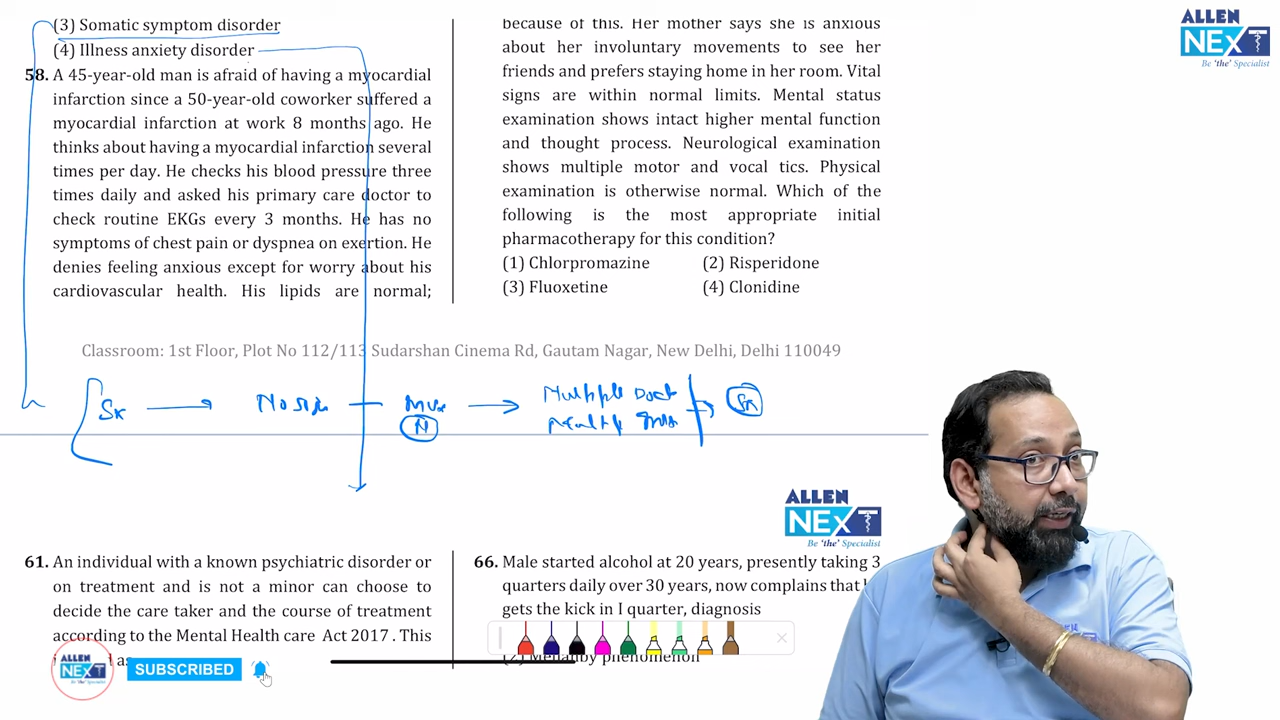 (3) Somatic symptom disorder
(4) Illness anxiety disorder
58. A 45-year-old man is afraid of having a myocardial
infarction since a 50-year-old coworker suffered a
myocardial infarction at work 8 months ago. He
thinks about having a myocardial infarction several
times per day. He checks his blood pressure three
times daily and asked his primary care doctor to
check routine EKGs every 3 months. He has no
symptoms of chest pain or dyspnea on exertion. He
denies feeling anxious except for worry about his
cardiovascular health. His lipids are normal;
because of this. Her mother says she is anxious
about her involuntary movements to see her
friends and prefers staying home in her room. Vital
signs are within normal limits. Mental status
examination shows intact higher mental function
and thought process. Neurological examination
shows multiple motor and vocal tics. Physical
examination is otherwise normal. Which of the
following is the most appropriate initial
pharmacotherapy for this condition?
(1) Chlorpromazine (2) Risperidone
(3) Fluoxetine (4) Clonidine
ALLEN
NEXT
Be 'the' Specialist
Classroom: 1st Floor, Plot No 112/113 Sudarshan Cinema Rd, Gautam Nagar, New Delhi, Delhi 110049
Sx
N
Multiple Doct
Sx
ALLEN
NEXT
Be 'the' Specialist
61. An individual with a known psychiatric disorder or
on treatment and is not a minor can choose to
decide the care taker and the course of treatment
according to the Mental Health care Act 2017 . This
66. Male started alcohol at 20 years, presently taking 3
quarters daily over 30 years, now complains that
gets the kick in I quarter, diagnosis
(2) Mellanby phenomenon
ALLEN
NEXT
Be 'the' Specialist
SUBSCRIBED